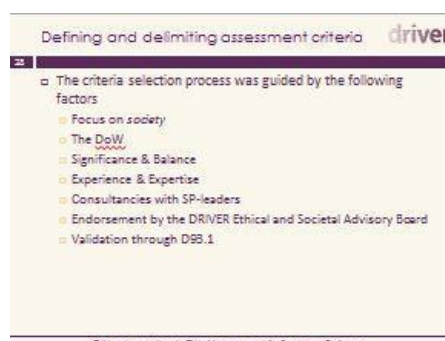 Defining and delimiting assessment criteria
driver
25
The criteria selection process was guided by the following
factors
Focus on society
The DoW
Significance & Balance
Experience & Expertise
Consultancies with SP-leaders
Endorsement by the DRIVER Ethical and Societal Advisory Board
Validation through D93.1